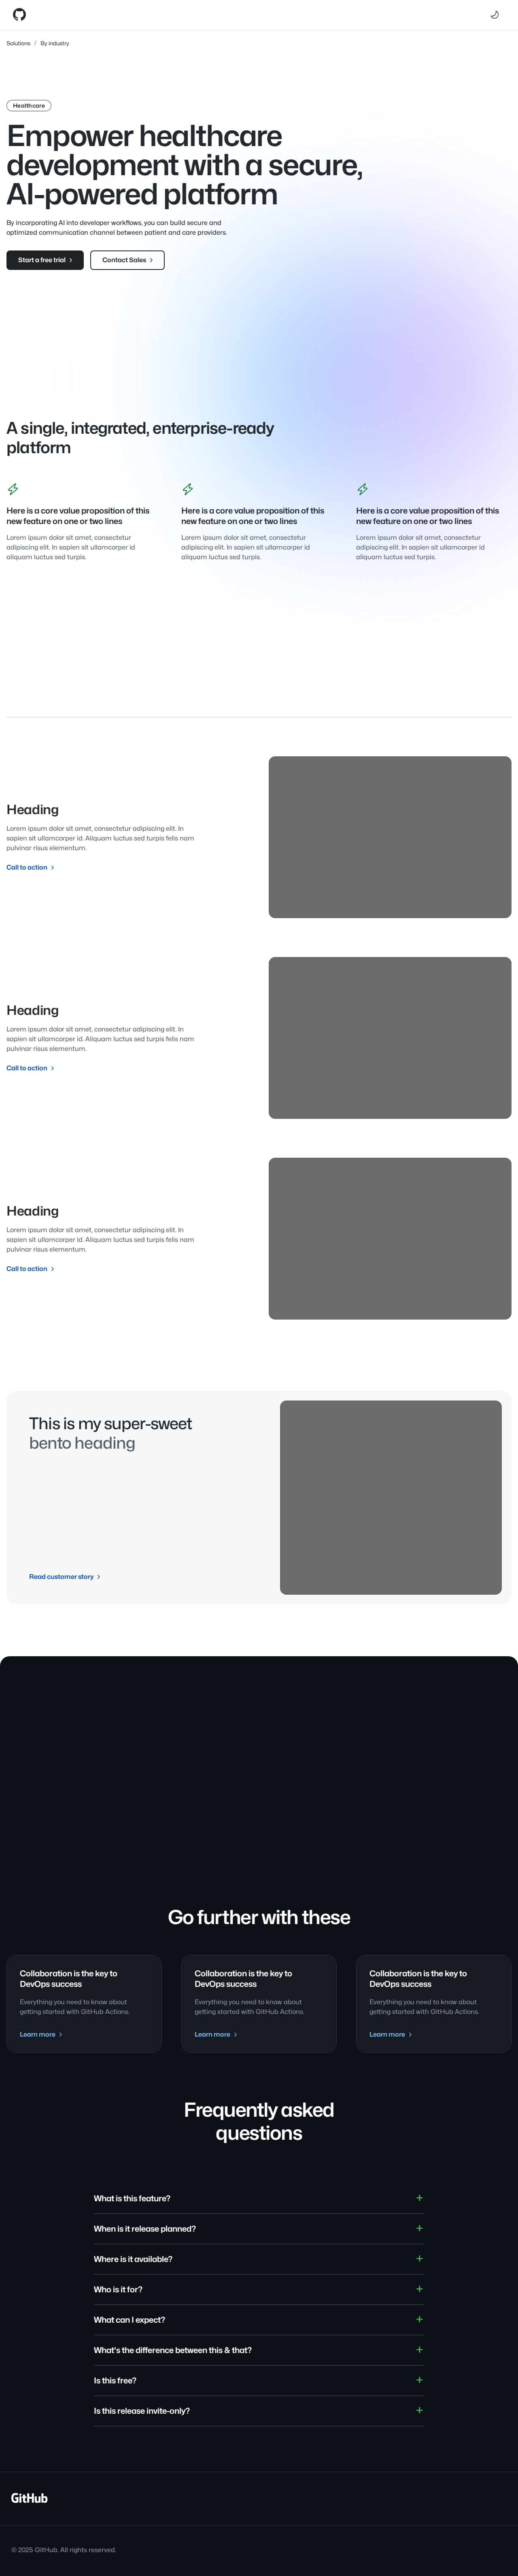 Solutions / By industry
Healthcare
Empower healthcare
development with a secure,
AI-powered platform
By incorporating AI into developer workflows, you can build secure and
optimized communication channel between patient and care providers.
Start a free trial
Contact Sales
A single, integrated, enterprise-ready
platform
Here is a core value proposition of this
new feature on one or two lines
Lorem ipsum dolor sit amet, consectetur
adipiscing elit. In sapien sit ullamcorper id
aliquam luctus sed turpis.
Here is a core value proposition of this
new feature on one or two lines
Lorem ipsum dolor sit amet, consectetur
adipiscing elit. In sapien sit ullamcorper id
aliquam luctus sed turpis.
Here is a core value proposition of this
new feature on one or two lines
Lorem ipsum dolor sit amet, consectetur
adipiscing elit. In sapien sit ullamcorper id
aliquam luctus sed turpis.
Heading
Lorem ipsum dolor sit amet, consectetur adipiscing elit. In
sapien sit ullamcorper id. Aliquam luctus sed turpis felis nam
pulvinar risus elementum.
Call to action
Heading
Lorem ipsum dolor sit amet, consectetur adipiscing elit. In
sapien sit ullamcorper id. Aliquam luctus sed turpis felis nam
pulvinar risus elementum.
Call to action
Heading
Lorem ipsum dolor sit amet, consectetur adipiscing elit. In
sapien sit ullamcorper id. Aliquam luctus sed turpis felis nam
pulvinar risus elementum.
Call to action
This is my super-sweet
bento heading
Read customer story
Go further with these
Collaboration is the key to
DevOps success
Everything you need to know about
getting started with GitHub Actions.
Learn more
Collaboration is the key to
DevOps success
Everything you need to know about
getting started with GitHub Actions.
Learn more
Collaboration is the key to
DevOps success
Everything you need to know about
getting started with GitHub Actions.
Learn more
Frequently asked
questions
What is this feature?
When is it release planned?
Where is it available?
Who is it for?
What can I expect?
What's the difference between this & that?
Is this free?
Is this release invite-only?
GitHub
© 2025 GitHub. All rights reserved.